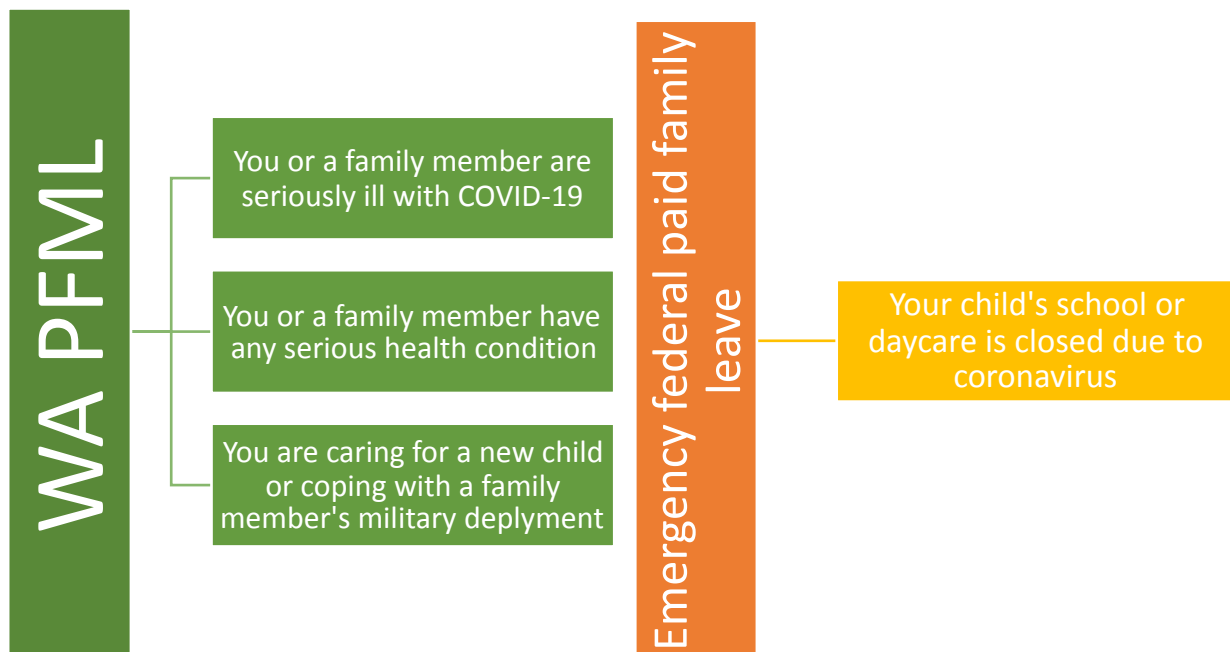 WA PFML
You or a family member are
seriously ill with COVID-19
You or a family member have
any serious health condition
You are caring for a new child
or coping with a family
member's military deplyment
Emergency federal paid family
leave
Your child's school or
daycare is closed due to
coronavirus